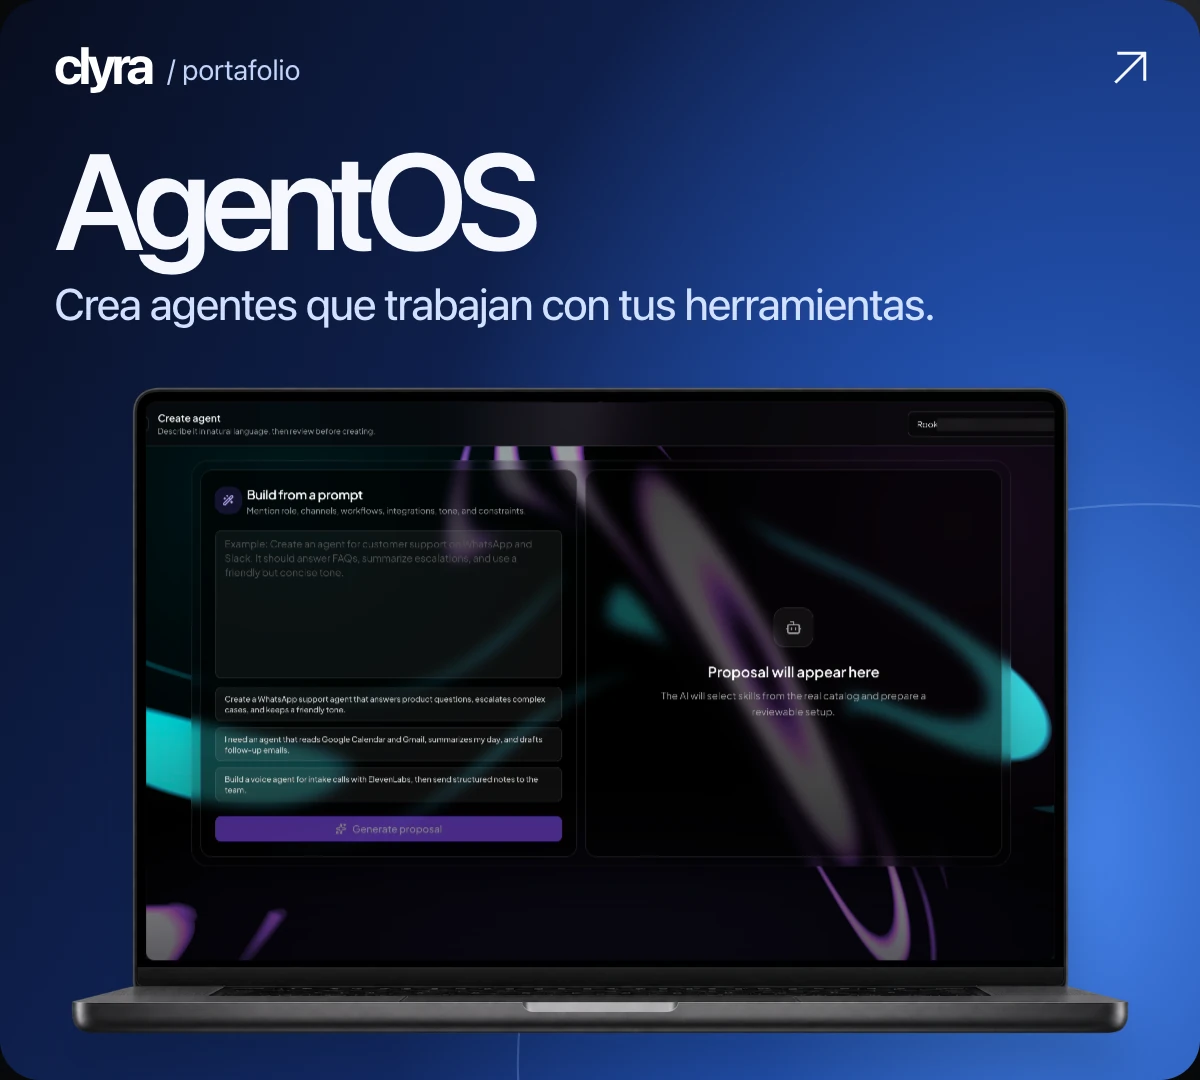 clyra / portafolio
AgentOS
Crea agentes que trabajan con tus herramientas.
Create agent
Describe it in natural language, then review before creating.
Rook
Build from a prompt
Mention role, channels, workflows, integrations, tone, and constraints.
Example: Create an agent for customer support on WhatsApp and
Slack. It should answer FAQs, summarize escalations, and use a
friendly but concise tone.
Create a WhatsApp support agent that answers product questions, escalates complex
cases, and keeps a friendly tone.
I need an agent that reads Google Calendar and Gmail, summarizes my day, and drafts
follow-up emails.
Build a voice agent for intake calls with ElevenLabs, then send structured notes to the
team.
Generate proposal
Proposal will appear here
The AI will select skills from the real catalog and prepare a
reviewable setup.